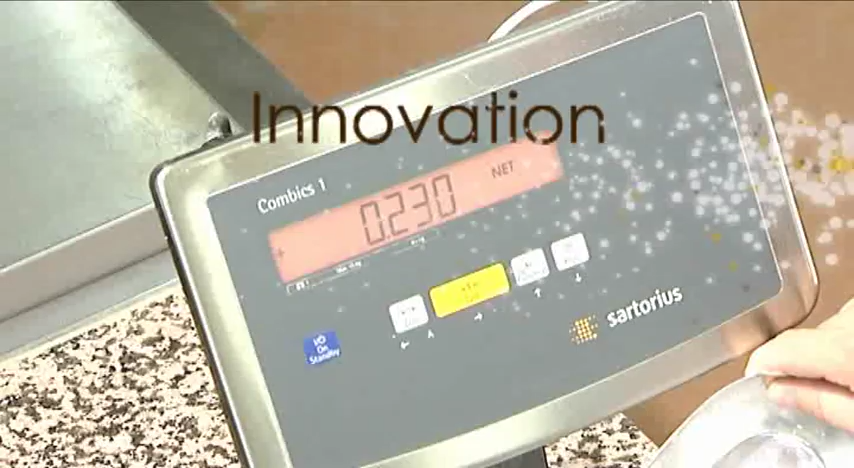 Innovation
Combics 1
0.230 NET
I/O
On
Standby
sartorius